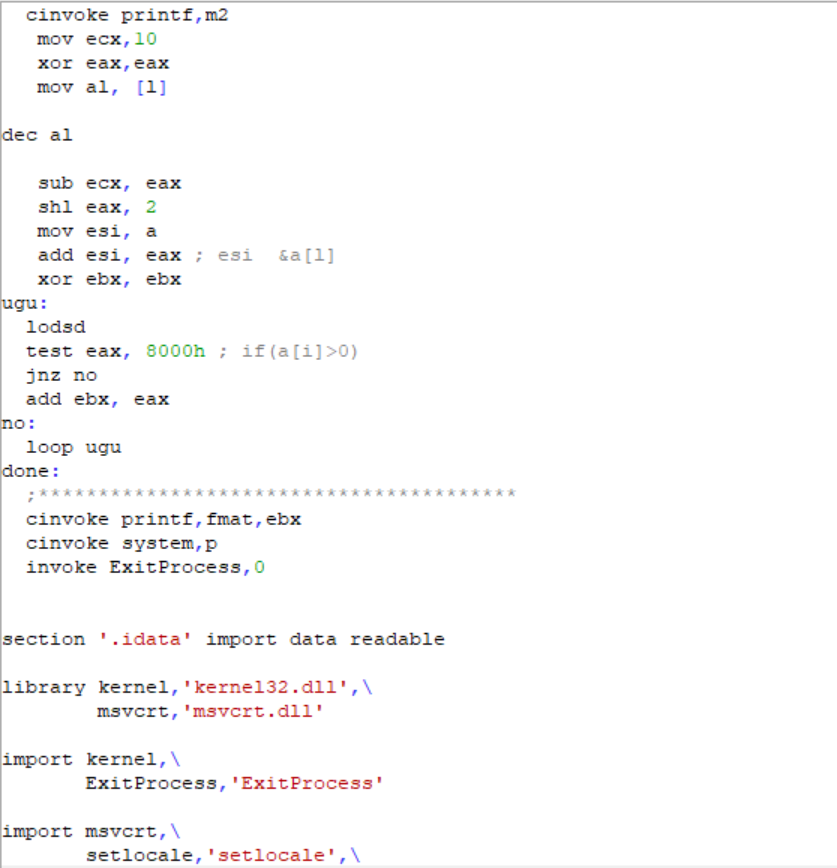 cinvoke printf,m2
mov ecx,10
xor eax,eax
mov al, [l]
dec al
sub ecx, eax
shl eax, 2
mov esi, a
add esi, eax ; esi  &a[l]
xor ebx, ebx
ugu:
lodsd
test eax, 8000h ; if(a[i]>0)
jnz no
add ebx, eax
no:
loop ugu
done:
;****************************************
cinvoke printf,fmat,ebx
cinvoke system,p
invoke ExitProcess,0
section '.idata' import data readable
library kernel,'kernel32.dll',\
msvcrt,'msvcrt.dll'
import kernel,\
ExitProcess,'ExitProcess'
import msvcrt,\
setlocale,'setlocale',\